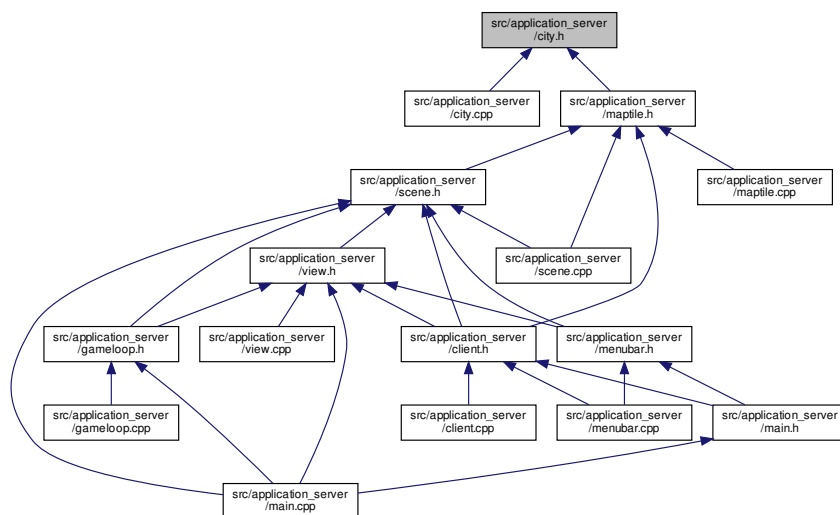 src/application_server
/city.h
src/application_server
/city.cpp
src/application_server
/maptile.h
src/application_server
/scene.h
src/application_server
/maptile.cpp
src/application_server
/view.h
src/application_server
/scene.cpp
src/application_server
/gameloop.h
src/application_server
/view.cpp
src/application_server
/client.h
src/application_server
/menubar.h
src/application_server
/gameloop.cpp
src/application_server
/client.cpp
src/application_server
/menubar.cpp
src/application_server
/main.h
src/application_server
/main.cpp